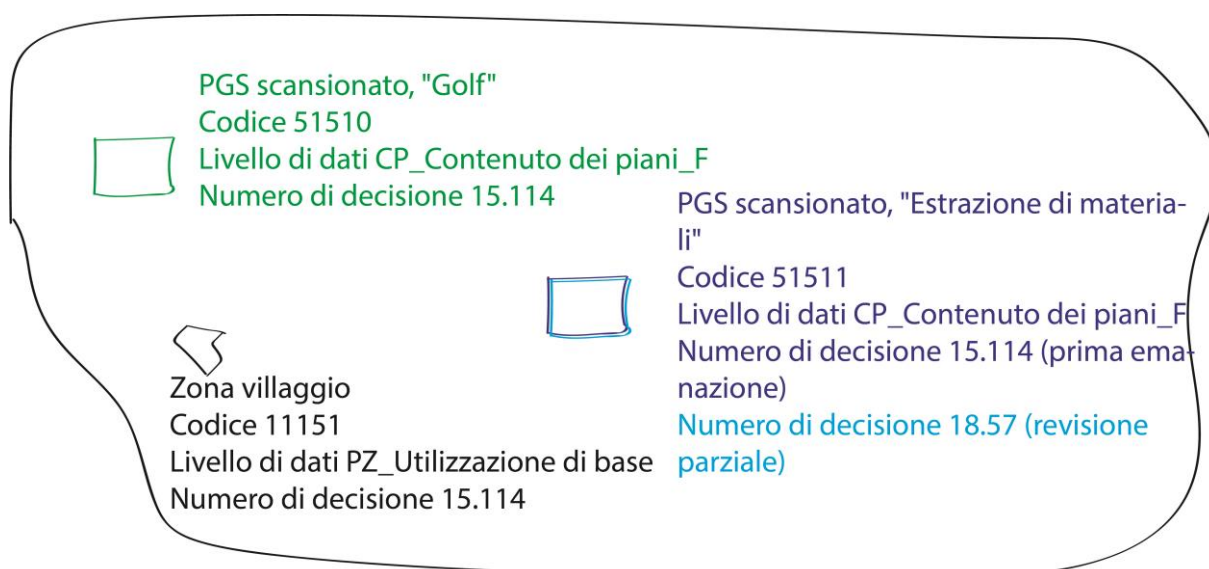 PGS scansionato, "Golf"
Codice 51510
Livello di dati CP_Contenuto dei piani_F
Numero di decisione 15.114
PGS scansionato, "Estrazione di materia-
li"
Codice 51511
Livello di dati CP_Contenuto dei piani_F
Numero di decisione 15.114 (prima ema-
nazione)
Numero di decisione 18.57 (revisione
parziale)
Zona villaggio
Codice 11151
Livello di dati PZ_Utilizzazione di base
Numero di decisione 15.114